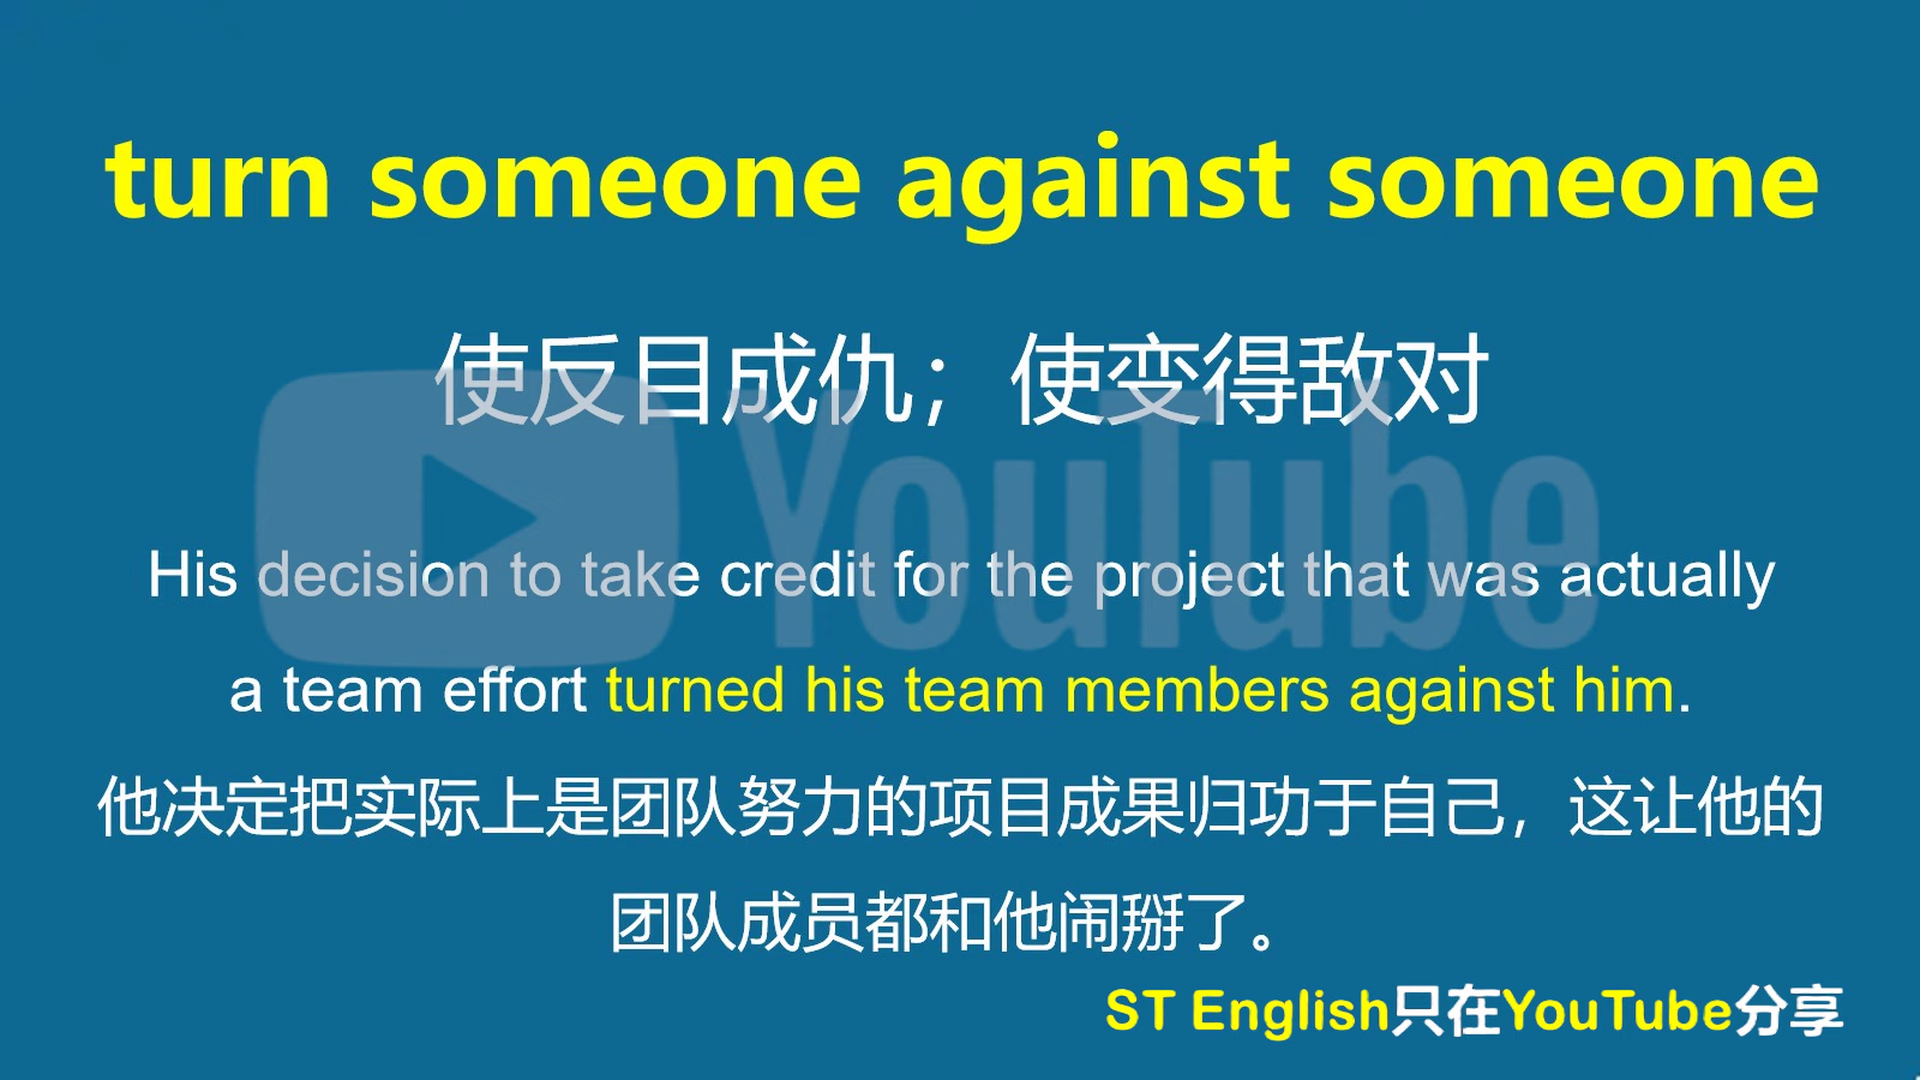 turn someone against someone
使反目成仇；使变得敌对
YouTube
His decision to take credit for the project that was actually
a team effort turned his team members against him.
他决定把实际上是团队努力的项目成果归功于自己，这让他的
团队成员都和他闹掰了。
ST English只在YouTube分享